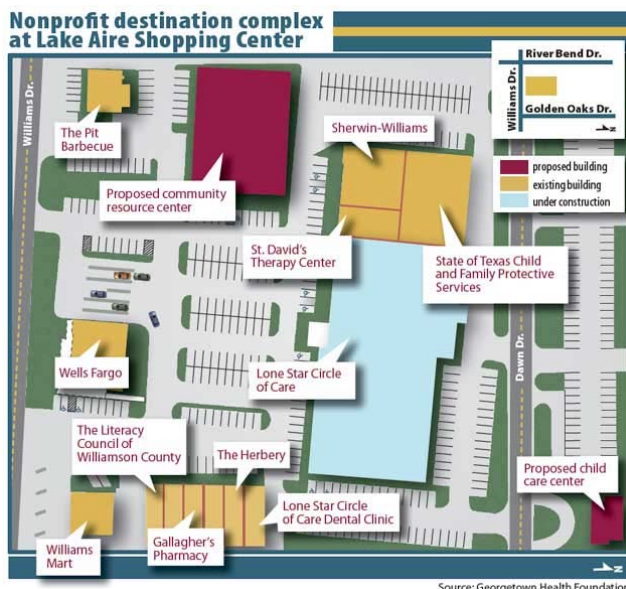 Nonprofit destination complex
at Lake Aire Shopping Center
River Bend Dr.
Williams Dr.
Golden Oaks Dr.
N
proposed building
existing building
under construction
Williams Dr.
The Pit
Barbecue
Proposed community
resource center
Sherwin-Williams
St. David's
Therapy Center
State of Texas Child
and Family Protective
Services
Wells Fargo
Lone Star Circle
of Care
Dawn Dr.
The Literacy
Council of
Williamson County
The Herbery
Proposed child
care center
Lone Star Circle
of Care Dental Clinic
Gallagher's
Pharmacy
Williams
Mart
N
Source: Georgetown Health Foundation